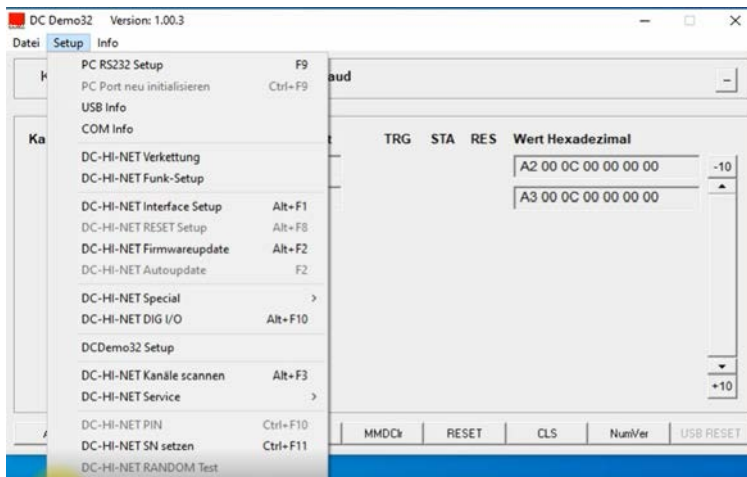 DC Demo32 Version: 1.00.3
Datei Setup Info
PC RS232 Setup F9
PC Port neu initialisieren Ctrl+F9
USB Info
COM Info
DC-HI-NET Verkettung
DC-HI-NET Funk-Setup
DC-HI-NET Interface Setup Alt+F1
DC-HI-NET RESET Setup Alt+F8
DC-HI-NET Firmwareupdate Alt+F2
DC-HI-NET Autoupdate F2
DC-HI-NET Special >
DC-HI-NET DIG I/O Alt+F10
DCDemo32 Setup
DC-HI-NET Kanäle scannen Alt+F3
DC-HI-NET Service >
DC-HI-NET PIN Ctrl+F10
DC-HI-NET SN setzen Ctrl+F11
DC-HI-NET RANDOM Test
K aud –
Ka t TRG STA RES Wert Hexadezimal
A2 00 0C 00 00 00 00 -10
A3 00 0C 00 00 00 00
+10
A MMDClr RESET CLS NumVer USB RESET